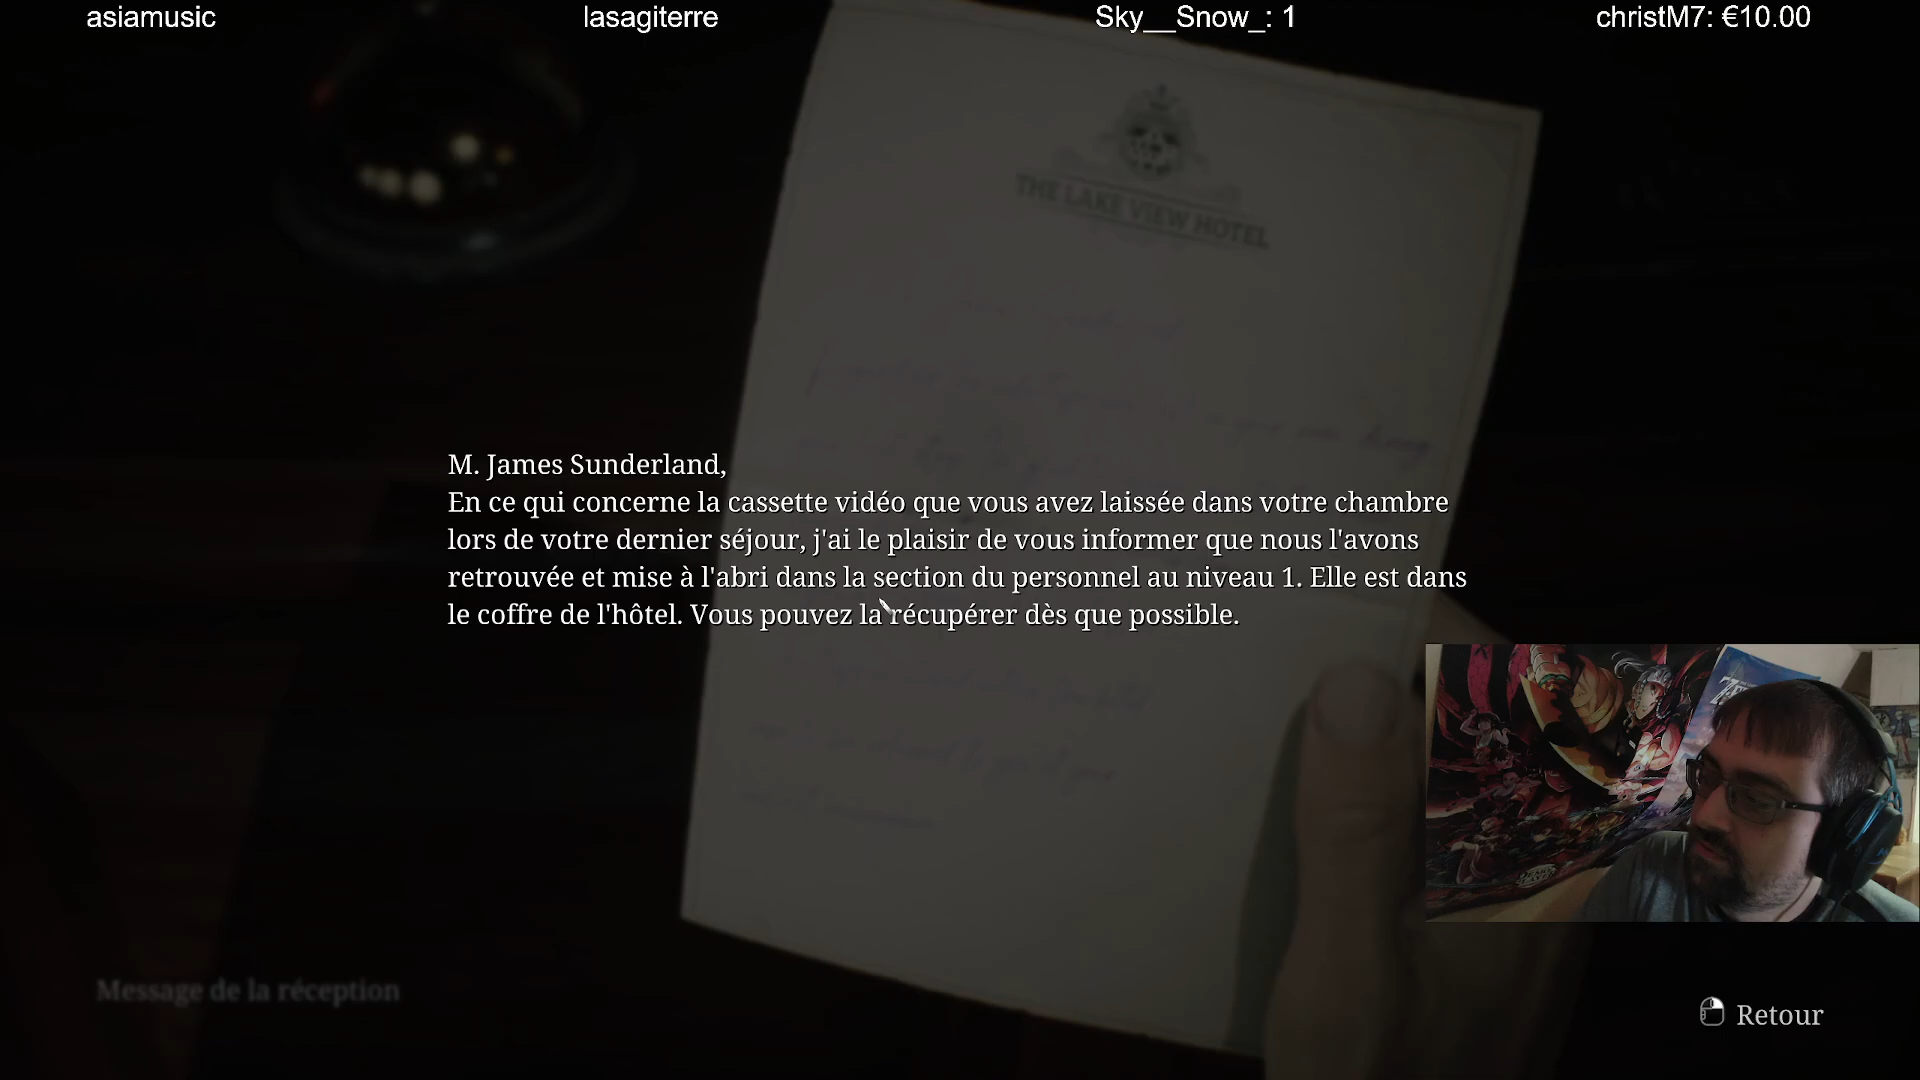 asiamusic
lasagiterre
Sky__Snow_: 1
christM7: €10.00
THE LAKE VIEW HOTEL
M. James Sunderland,
En ce qui concerne la cassette vidéo que vous avez laissée dans votre chambre
lors de votre dernier séjour, j'ai le plaisir de vous informer que nous l'avons
retrouvée et mise à l'abri dans la section du personnel au niveau 1. Elle est dans
le coffre de l'hôtel. Vous pouvez la récupérer dès que possible.
Message de la réception
Retour